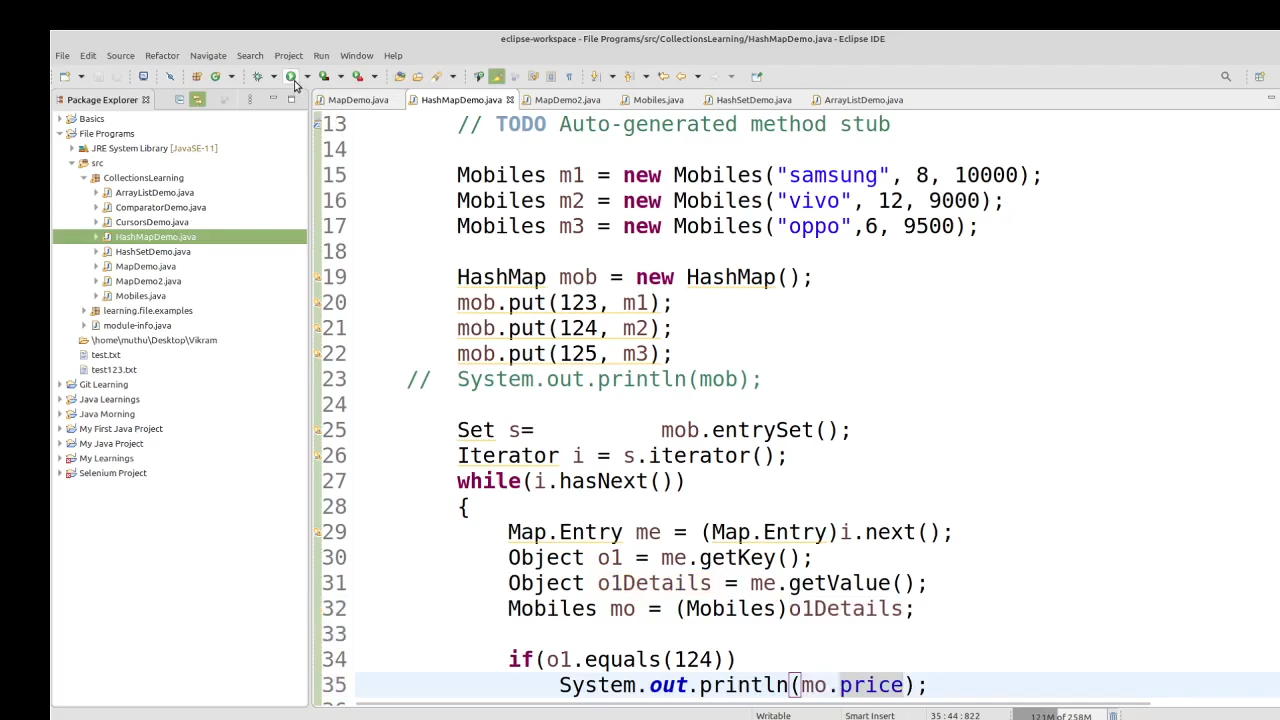 eclipse-workspace - File Programs/src/CollectionsLearning/HashMapDemo.java - Eclipse IDE
File Edit Source Refactor Navigate Search Project Run Window Help
Package Explorer
MapDemo.java HashMapDemo.java MapDemo2.java Mobiles.java HashSetDemo.java ArrayListDemo.java
Basics
File Programs
JRE System Library [JavaSE-11]
src
CollectionsLearning
ArrayListDemo.java
ComparatorDemo.java
CursorsDemo.java
HashMapDemo.java
HashSetDemo.java
MapDemo.java
MapDemo2.java
Mobiles.java
learning.file.examples
module-info.java
\home\muthu\Desktop\Vikram
test.txt
test123.txt
Git Learning
Java Learnings
Java Morning
My First Java Project
My Java Project
My Learnings
Selenium Project
13 // TODO Auto-generated method stub
14
15 Mobiles m1 = new Mobiles("samsung", 8, 10000);
16 Mobiles m2 = new Mobiles("vivo", 12, 9000);
17 Mobiles m3 = new Mobiles("oppo",6, 9500);
18
19 HashMap mob = new HashMap();
20 mob.put(123, m1);
21 mob.put(124, m2);
22 mob.put(125, m3);
23 // System.out.println(mob);
24
25 Set s= mob.entrySet();
26 Iterator i = s.iterator();
27 while(i.hasNext())
28 {
29 Map.Entry me = (Map.Entry)i.next();
30 Object o1 = me.getKey();
31 Object o1Details = me.getValue();
32 Mobiles mo = (Mobiles)o1Details;
33
34 if(o1.equals(124))
35 System.out.println(mo.price);
Writable Smart Insert 35:44:822 121M of 258M